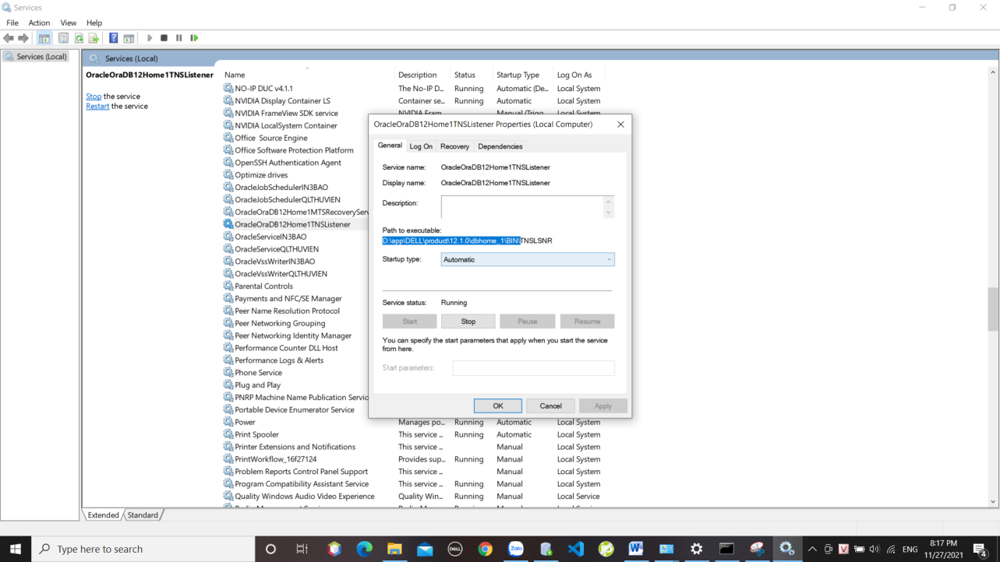 Services
File Action View Help
Services (Local)
Services (Local)
OracleOraDB12Home1TNSListener
Stop the service
Restart the service
Name Description Status Startup Type Log On As
NO-IP DUC v4.1.1 The No-IP D... Running Automatic (De... Local System
NVIDIA Display Container LS Container se... Running Automatic Local System
NVIDIA FrameView SDK service NVIDIA Fram... Manual (Trigg... Local System
NVIDIA LocalSystem Container
Office Source Engine
Office Software Protection Platform
OpenSSH Authentication Agent
Optimize drives
OracleJobSchedulerIN3BAO
OracleJobSchedulerQLTHUVIEN
OracleOraDB12Home1MTSRecoveryServ
OracleOraDB12Home1TNSListener
OracleServiceIN3BAO
OracleServiceQLTHUVIEN
OracleVssWriterIN3BAO
OracleVssWriterQLTHUVIEN
Parental Controls
Payments and NFC/SE Manager
Peer Name Resolution Protocol
Peer Networking Grouping
Peer Networking Identity Manager
Performance Counter DLL Host
Performance Logs & Alerts
Phone Service
Plug and Play
PNRP Machine Name Publication Servic
Portable Device Enumerator Service
Power Manages po... Running Automatic Local System
Print Spooler This service ... Running Automatic Local System
Printer Extensions and Notifications This service ... Manual Local System
PrintWorkflow_16f27124 Provides sup... Running Manual Local System
Problem Reports Control Panel Support This service ... Manual Local System
Program Compatibility Assistant Service This service ... Running Manual Local System
Quality Windows Audio Video Experience Quality Win... Running Manual Local Service
OracleOraDB12Home1TNSListener Properties (Local Computer)
General Log On Recovery Dependencies
Service name: OracleOraDB12Home1TNSListener
Display name: OracleOraDB12Home1TNSListener
Description:
Path to executable:
D:\app\DELL\product\12.1.0\dbhome_1\BIN\TNSLSNR
Startup type: Automatic
Service status: Running
Start Stop Pause Resume
You can specify the start parameters that apply when you start the service
from here.
Start parameters:
OK Cancel Apply
Extended Standard
Type here to search
DELL
Zalo
ENG
8:17 PM
11/27/2021
4